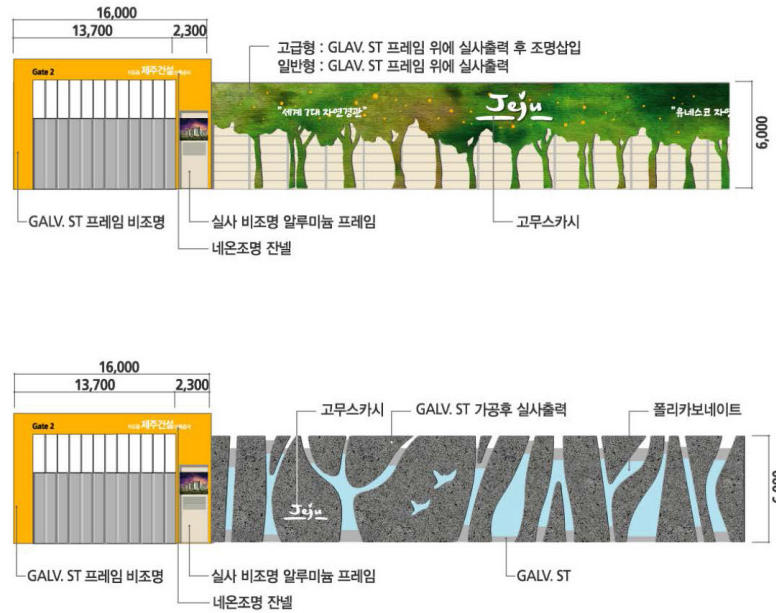 16,000
13,700
2,300
고급형 : GLAV. ST 프레임 위에 실사출력 후 조명삽입
일반형 : GLAV. ST 프레임 위에 실사출력
Gate 2
제주건설
"세계 7대 자연경관"
Jeju
"유네스코 자연
6,000
GALV. ST 프레임 비조명
실사 비조명 알루미늄 프레임
고무스카시
네온조명 잔넬
16,000
13,700
2,300
고무스카시
GALV. ST 가공후 실사출력
폴리카보네이트
Gate 2
제주건설
Jeju
GALV. ST 프레임 비조명
실사 비조명 알루미늄 프레임
GALV. ST
네온조명 잔넬